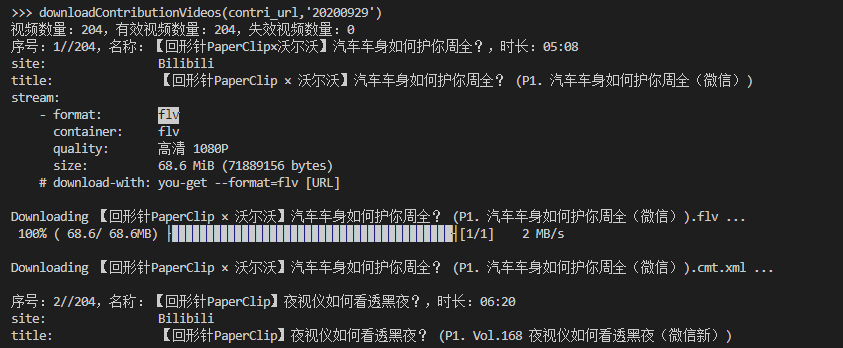 >>> downloadContributionVideos(contri_url,'20200929')
视频数量: 204, 有效视频数量: 204, 失效视频数量: 0
序号: 1//204, 名称: 【回形针PaperClip×沃尔沃】汽车车身如何护你周全？, 时长: 05:08
site: Bilibili
title: 【回形针PaperClip × 沃尔沃】汽车车身如何护你周全？ (P1. 汽车车身如何护你周全（微信）)
stream:
- format: flv
container: flv
quality: 高清 1080P
size: 68.6 MiB (71889156 bytes)
# download-with: you-get --format=flv [URL]
Downloading 【回形针PaperClip × 沃尔沃】汽车车身如何护你周全？ (P1. 汽车车身如何护你周全（微信）).flv ...
100% ( 68.6/ 68.6MB) [1/1] 2 MB/s
Downloading 【回形针PaperClip × 沃尔沃】汽车车身如何护你周全？ (P1. 汽车车身如何护你周全（微信）).cmt.xml ...
序号: 2//204, 名称: 【回形针PaperClip】夜视仪如何看透黑夜？, 时长: 06:20
site: Bilibili
title: 【回形针PaperClip】夜视仪如何看透黑夜？ (P1. Vol.168 夜视仪如何看透黑夜（微信新）)